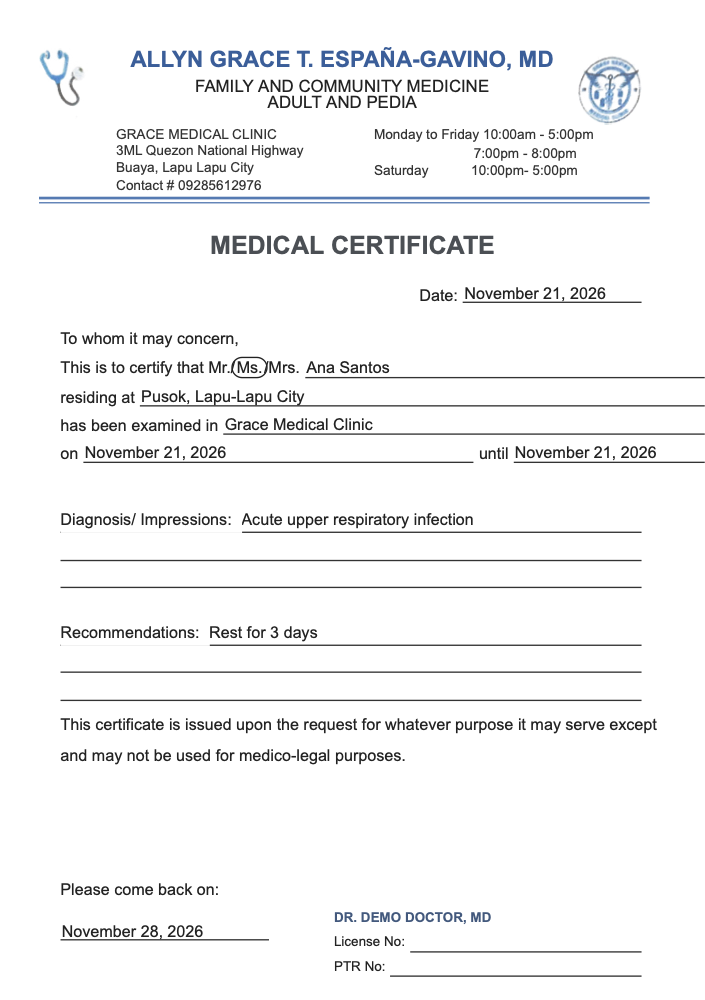 ALLYN GRACE T. ESPAÑA-GAVINO, MD
FAMILY AND COMMUNITY MEDICINE
ADULT AND PEDIA
GRACE MEDICAL CLINIC
3ML Quezon National Highway
Buaya, Lapu Lapu City
Contact # 09285612976
Monday to Friday 10:00am - 5:00pm
7:00pm - 8:00pm
Saturday 10:00pm- 5:00pm
MEDICAL CERTIFICATE
Date: November 21, 2026
To whom it may concern,
This is to certify that Mr./Ms./Mrs. Ana Santos
residing at Pusok, Lapu-Lapu City
has been examined in Grace Medical Clinic
on November 21, 2026 until November 21, 2026
Diagnosis/ Impressions: Acute upper respiratory infection
Recommendations: Rest for 3 days
This certificate is issued upon the request for whatever purpose it may serve except
and may not be used for medico-legal purposes.
Please come back on:
November 28, 2026
DR. DEMO DOCTOR, MD
License No:
PTR No: